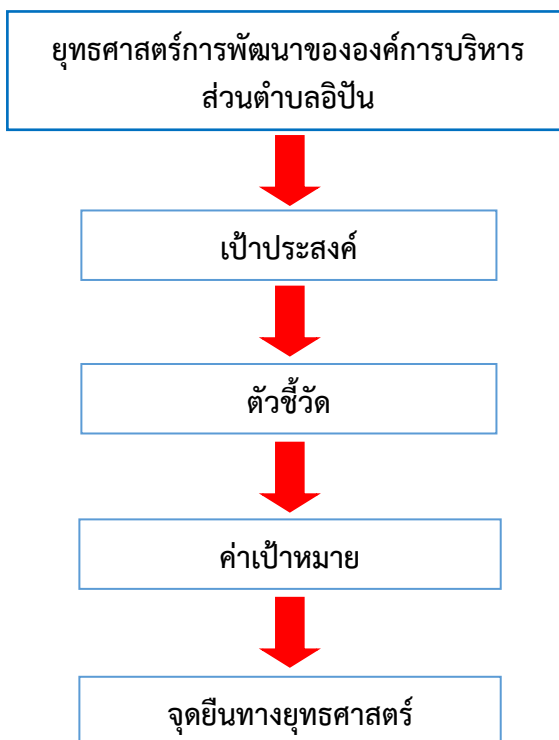 ยุทธศาสตร์การพัฒนาขององค์การบริหาร
ส่วนตำบลอิปัน
เป้าประสงค์
ตัวชี้วัด
ค่าเป้าหมาย
จุดยืนทางยุทธศาสตร์